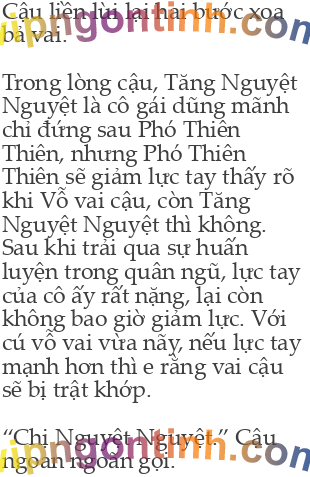 Cậu liền lùi lại hai bước xoa
bả vai.
Trong lòng cậu, Tăng Nguyệt
Nguyệt là cô gái dũng mãnh
chỉ đứng sau Phó Thiên
Thiên, nhưng Phó Thiên
Thiên sẽ giảm lực tay thấy rõ
khi Vỗ vai cậu, còn Tăng
Nguyệt Nguyệt thì không.
Sau khi trải qua sự huấn
luyện trong quân ngũ, lực tay
của cô ấy rất nặng, lại còn
không bao giờ giảm lực. Với
cú vỗ vai vừa nãy, nếu lực tay
mạnh hơn thì e rằng vai cậu
sẽ bị trật khớp.
“Chị Nguyệt Nguyệt.” Cậu
ngoan ngoãn gọi.
vipngontinh.com
vipngontinh.com